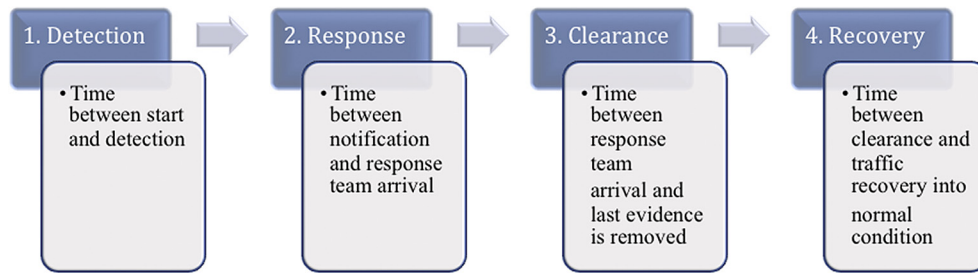 1. Detection
• Time
between start
and detection
2. Response
• Time
between
notification
and response
team arrival
3. Clearance
• Time
between
response
team
arrival and
last evidence
is removed
4. Recovery
• Time
between
clearance and
traffic
recovery into
normal
condition